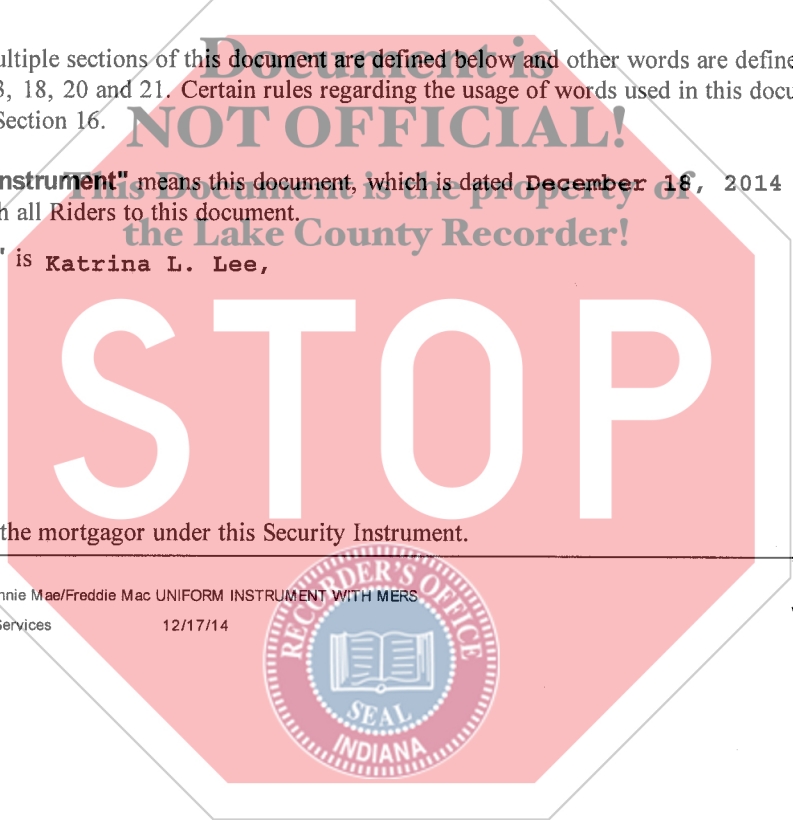 Document is
ultiple sections of this document are defined below and other words are define
3, 18, 20 and 21. Certain rules regarding the usage of words used in this docu
Section 16.
NOT OFFICIAL!
nstrument" means this document, which is dated December 18, 2014
This Document is the property of
h all Riders to this document.
the Lake County Recorder!
" is Katrina L. Lee,
STOP
the mortgagor under this Security Instrument.
nnie Mae/Freddie Mac UNIFORM INSTRUMENT WITH MERS
Services 12/17/14
RECORDER'S OFFICE
SEAL
INDIANA